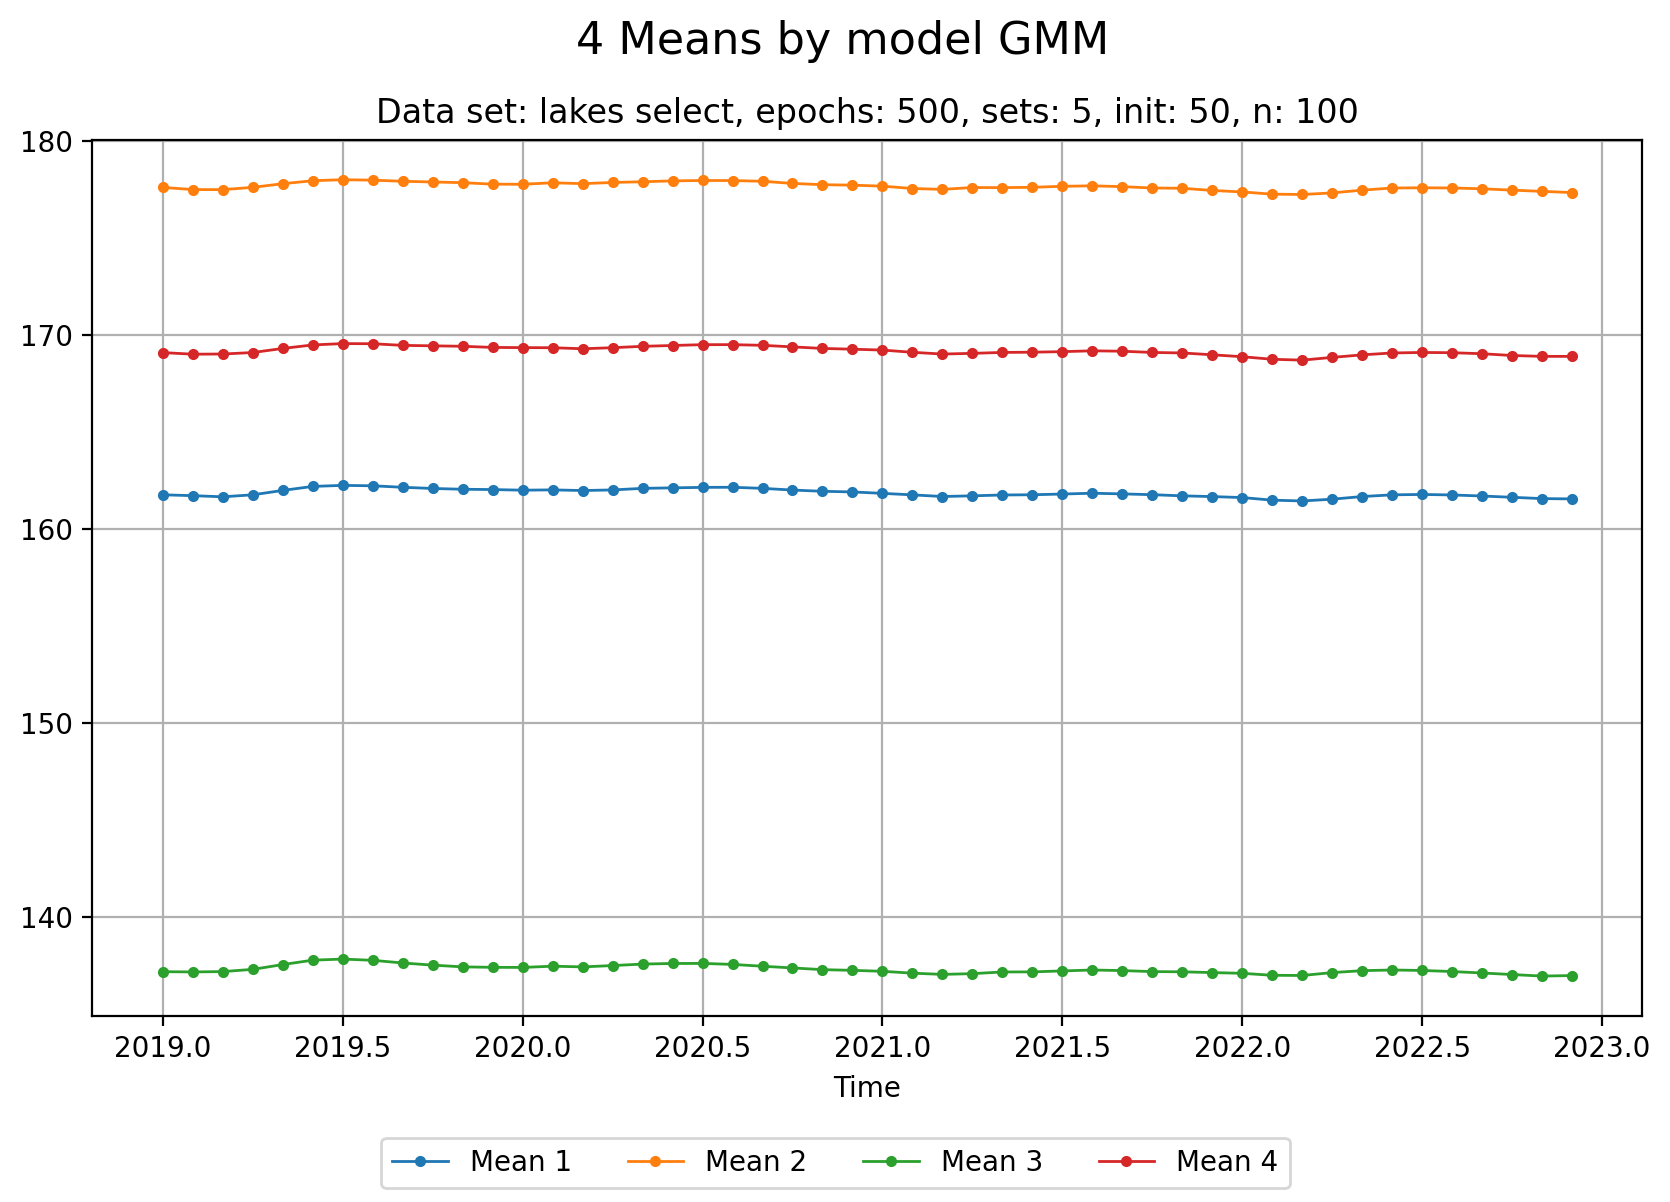 4 Means by model GMM
Data set: lakes select, epochs: 500, sets: 5, init: 50, n: 100
180
170
160
150
140
2019.0 2019.5 2020.0 2020.5 2021.0 2021.5 2022.0 2022.5 2023.0
Time
Mean 1 Mean 2 Mean 3 Mean 4